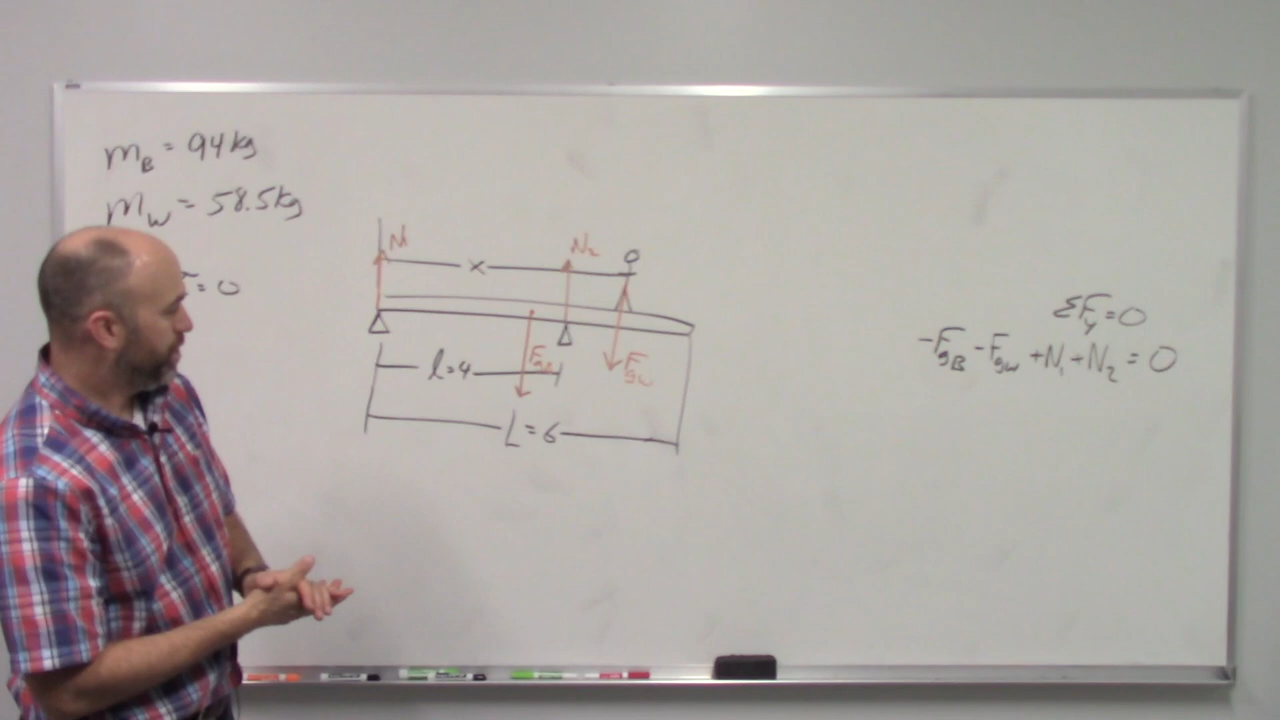 m_B = 94 kg
m_W = 58.5 kg
= 0
N₁
N₂
x
F_gB
F_gW
l = 4
L = 6
ΣF_y = 0
-F_gB - F_gW + N₁ + N₂ = 0